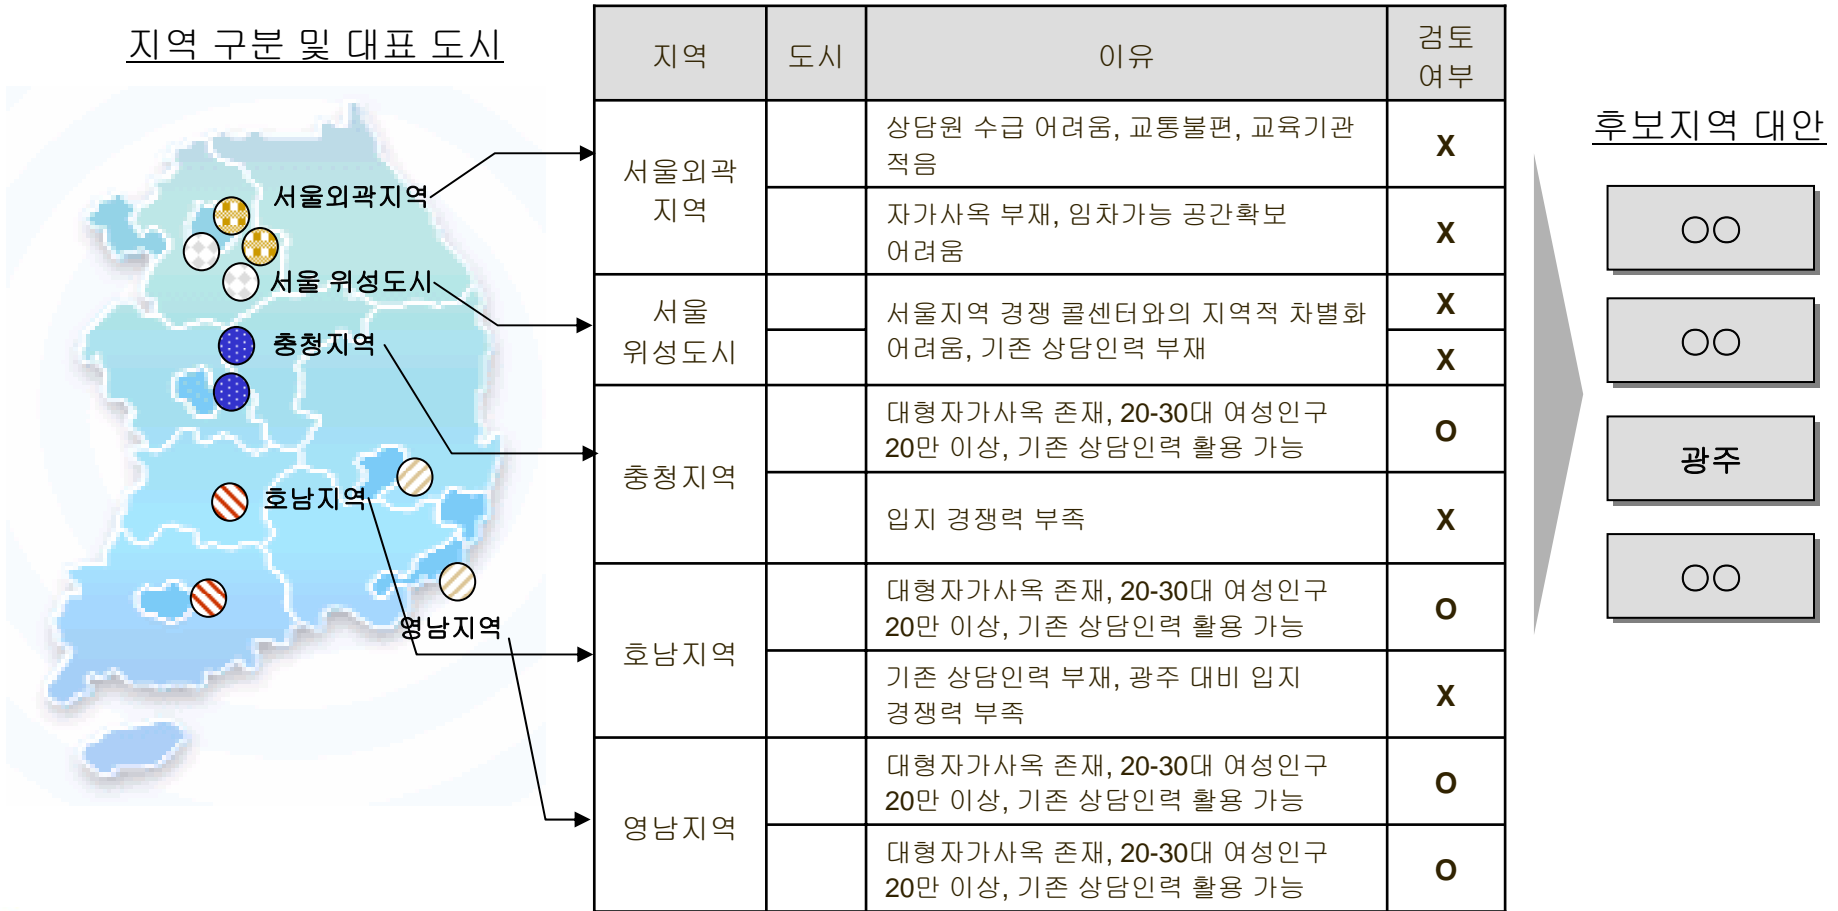 지역 구분 및 대표 도시
서울외곽지역
서울 위성도시
충청지역
호남지역
영남지역
지역
도시
이유
검토
여부
서울외곽
지역
상담원 수급 어려움, 교통불편, 교육기관
적음
X
자가사옥 부재, 임차가능 공간확보
어려움
X
서울
위성도시
서울지역 경쟁 콜센터와의 지역적 차별화
어려움, 기존 상담인력 부재
X
X
충청지역
대형자가사옥 존재, 20-30대 여성인구
20만 이상, 기존 상담인력 활용 가능
O
입지 경쟁력 부족
X
호남지역
대형자가사옥 존재, 20-30대 여성인구
20만 이상, 기존 상담인력 활용 가능
O
기존 상담인력 부재, 광주 대비 입지
경쟁력 부족
X
영남지역
대형자가사옥 존재, 20-30대 여성인구
20만 이상, 기존 상담인력 활용 가능
O
대형자가사옥 존재, 20-30대 여성인구
20만 이상, 기존 상담인력 활용 가능
O
후보지역 대안
○○
○○
광주
○○